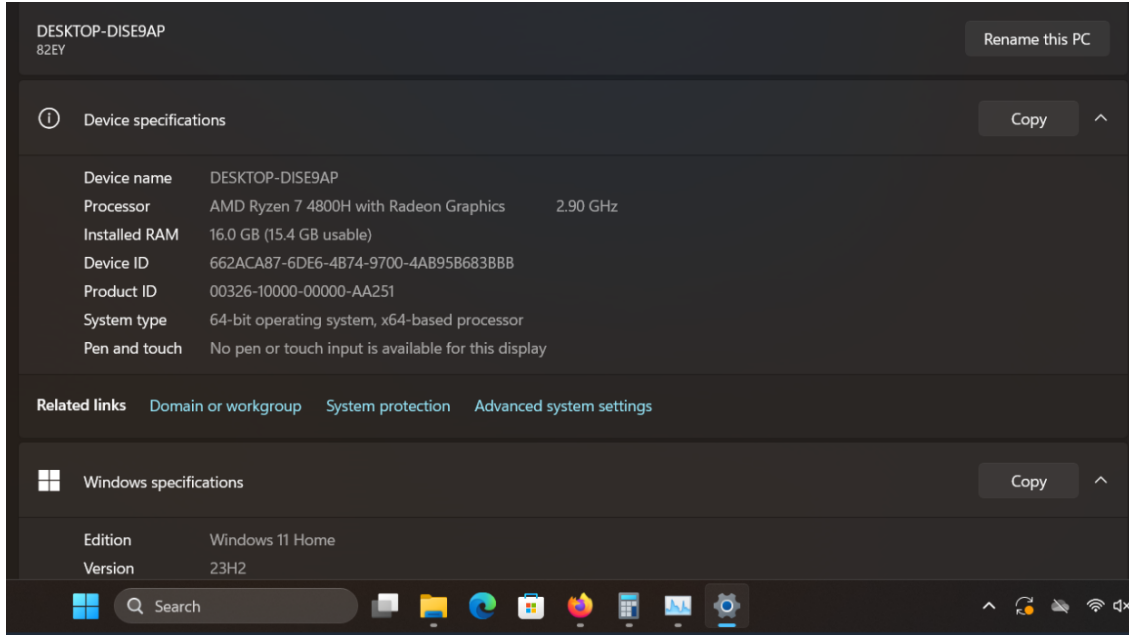 DESKTOP-DISE9AP
82EY
Rename this PC
Device specifications
Copy
Device name DESKTOP-DISE9AP
Processor AMD Ryzen 7 4800H with Radeon Graphics 2.90 GHz
Installed RAM 16.0 GB (15.4 GB usable)
Device ID 662ACA87-6DE6-4B74-9700-4AB95B683BBB
Product ID 00326-10000-00000-AA251
System type 64-bit operating system, x64-based processor
Pen and touch No pen or touch input is available for this display
Related links Domain or workgroup System protection Advanced system settings
Windows specifications
Copy
Edition Windows 11 Home
Version 23H2
Search